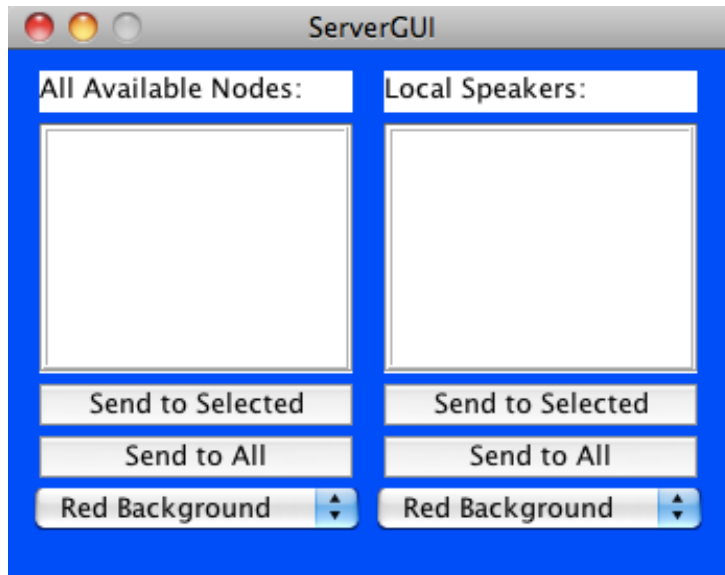 ServerGUI
All Available Nodes:
Send to Selected
Send to All
Red Background
Local Speakers:
Send to Selected
Send to All
Red Background